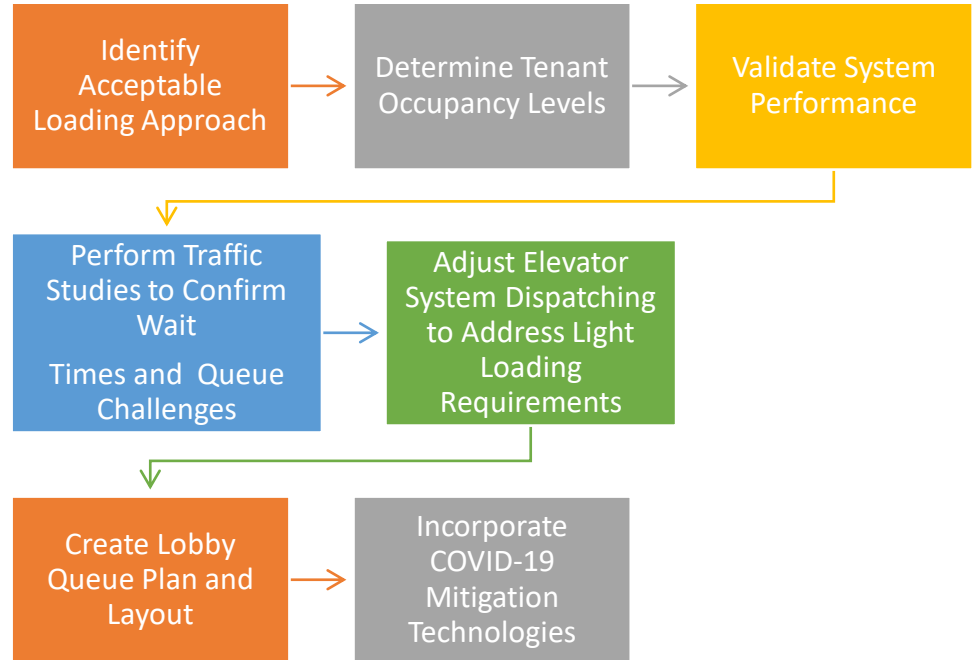 Identify
Acceptable
Loading Approach
Determine Tenant
Occupancy Levels
Validate System
Performance
Perform Traffic
Studies to Confirm
Wait
Times and  Queue
Challenges
Adjust Elevator
System Dispatching
to Address Light
Loading
Requirements
Create Lobby
Queue Plan and
Layout
Incorporate
COVID-19
Mitigation
Technologies